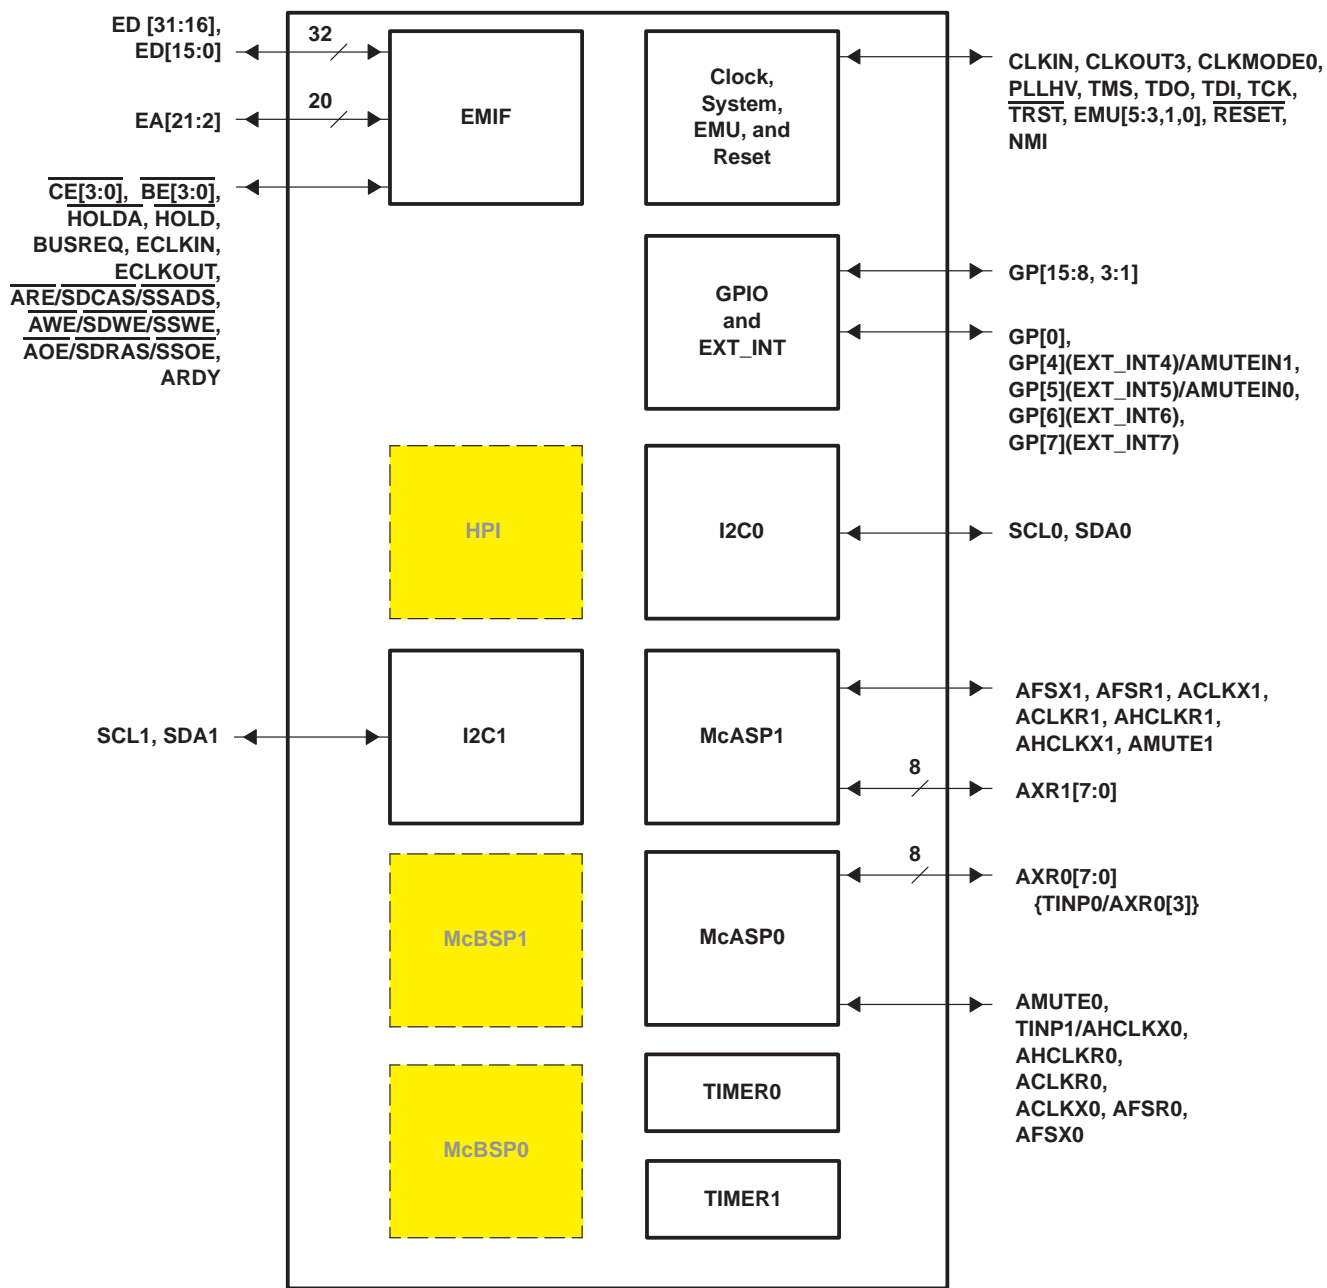 ED [31:16],
ED[15:0]
32
EA[21:2]
20
CE[3:0], BE[3:0],
HOLDA, HOLD,
BUSREQ, ECLKIN,
ECLKOUT,
ARE/SDCAS/SSADS,
AWE/SDWE/SSWE,
AOE/SDRAS/SSOE,
ARDY
EMIF
Clock,
System,
EMU, and
Reset
CLKIN, CLKOUT3, CLKMODE0,
PLLHV, TMS, TDO, TDI, TCK,
TRST, EMU[5:3,1,0], RESET,
NMI
GPIO
and
EXT_INT
GP[15:8, 3:1]
GP[0],
GP[4](EXT_INT4)/AMUTEIN1,
GP[5](EXT_INT5)/AMUTEIN0,
GP[6](EXT_INT6),
GP[7](EXT_INT7)
HPI
I2C0
SCL0, SDA0
SCL1, SDA1
I2C1
McASP1
AFSX1, AFSR1, ACLKX1,
ACLKR1, AHCLKR1,
AHCLKX1, AMUTE1
8
AXR1[7:0]
McBSP1
McASP0
8
AXR0[7:0]
{TINP0/AXR0[3]}
AMUTE0,
TINP1/AHCLKX0,
AHCLKR0,
ACLKR0,
ACLKX0, AFSR0,
AFSX0
McBSP0
TIMER0
TIMER1